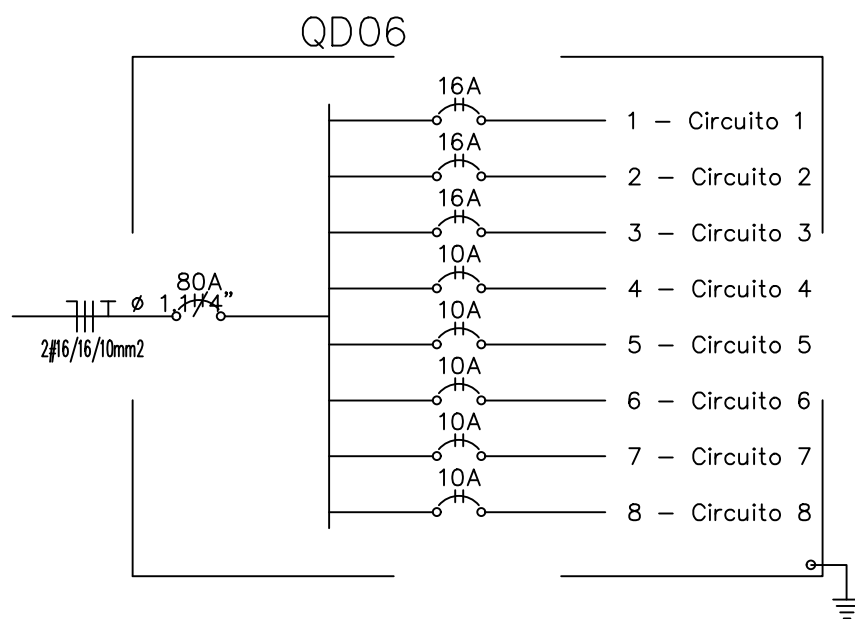 QD06
16A
1 – Circuito 1
16A
2 – Circuito 2
16A
3 – Circuito 3
10A
4 – Circuito 4
80A
ø 1.1/4"
2#16/16/10mm2
10A
5 – Circuito 5
10A
6 – Circuito 6
10A
7 – Circuito 7
10A
8 – Circuito 8